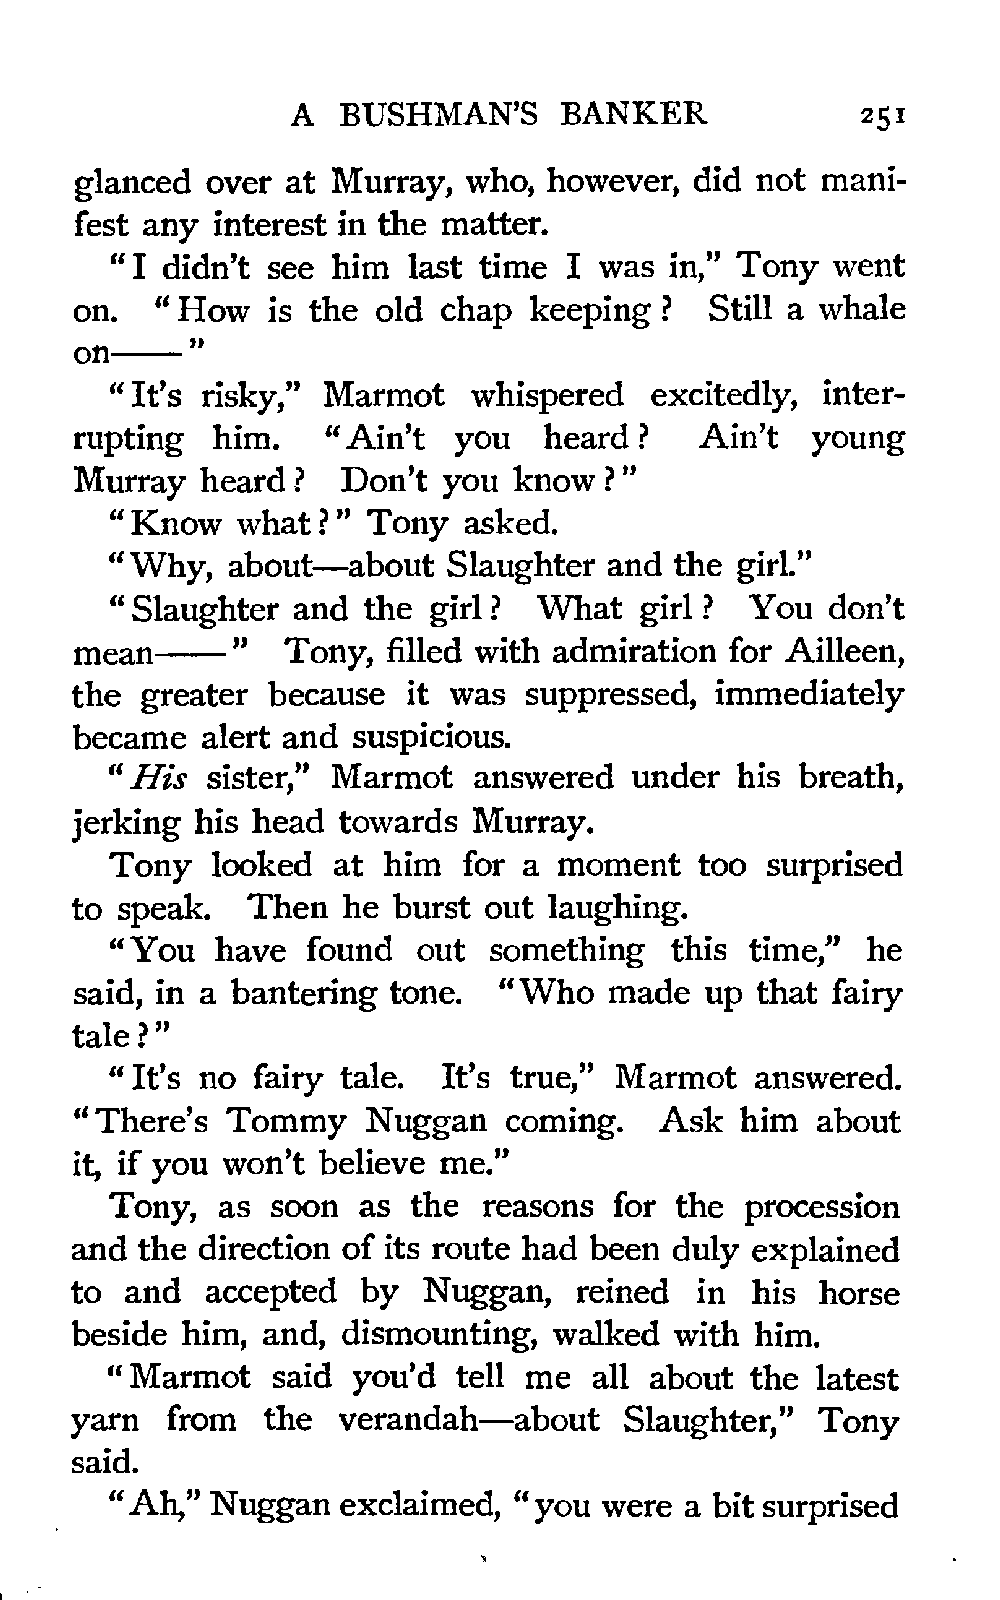 A BUSHMAN'S BANKER 251
glanced over at Murray, who, however, did not mani-
fest any interest in the matter.
"I didn't see him last time I was in," Tony went
on. "How is the old chap keeping? Still a whale
on——"
"It's risky," Marmot whispered excitedly, inter-
rupting him. "Ain't you heard? Ain't young
Murray heard? Don't you know?"
"Know what?" Tony asked.
"Why, about—about Slaughter and the girl."
"Slaughter and the girl? What girl? You don't
mean——" Tony, filled with admiration for Ailleen,
the greater because it was suppressed, immediately
became alert and suspicious.
"His sister," Marmot answered under his breath,
jerking his head towards Murray.
Tony looked at him for a moment too surprised
to speak. Then he burst out laughing.
"You have found out something this time," he
said, in a bantering tone. "Who made up that fairy
tale?"
"It's no fairy tale. It's true," Marmot answered.
"There's Tommy Nuggan coming. Ask him about
it, if you won't believe me."
Tony, as soon as the reasons for the procession
and the direction of its route had been duly explained
to and accepted by Nuggan, reined in his horse
beside him, and, dismounting, walked with him.
"Marmot said you'd tell me all about the latest
yarn from the verandah—about Slaughter," Tony
said.
"Ah," Nuggan exclaimed, "you were a bit surprised